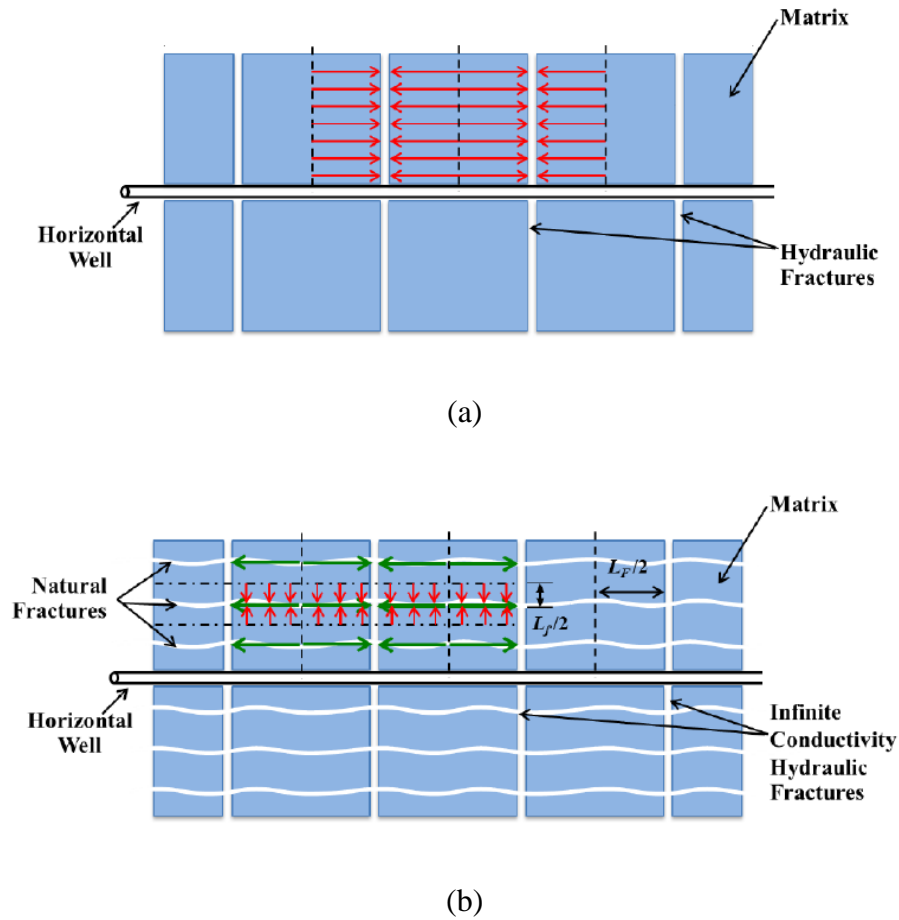 Matrix
Horizontal
Well
Hydraulic
Fractures
(a)
Matrix
L_F/2
Natural
Fractures
L_f/2
Horizontal
Well
Infinite
Conductivity
Hydraulic
Fractures
(b)